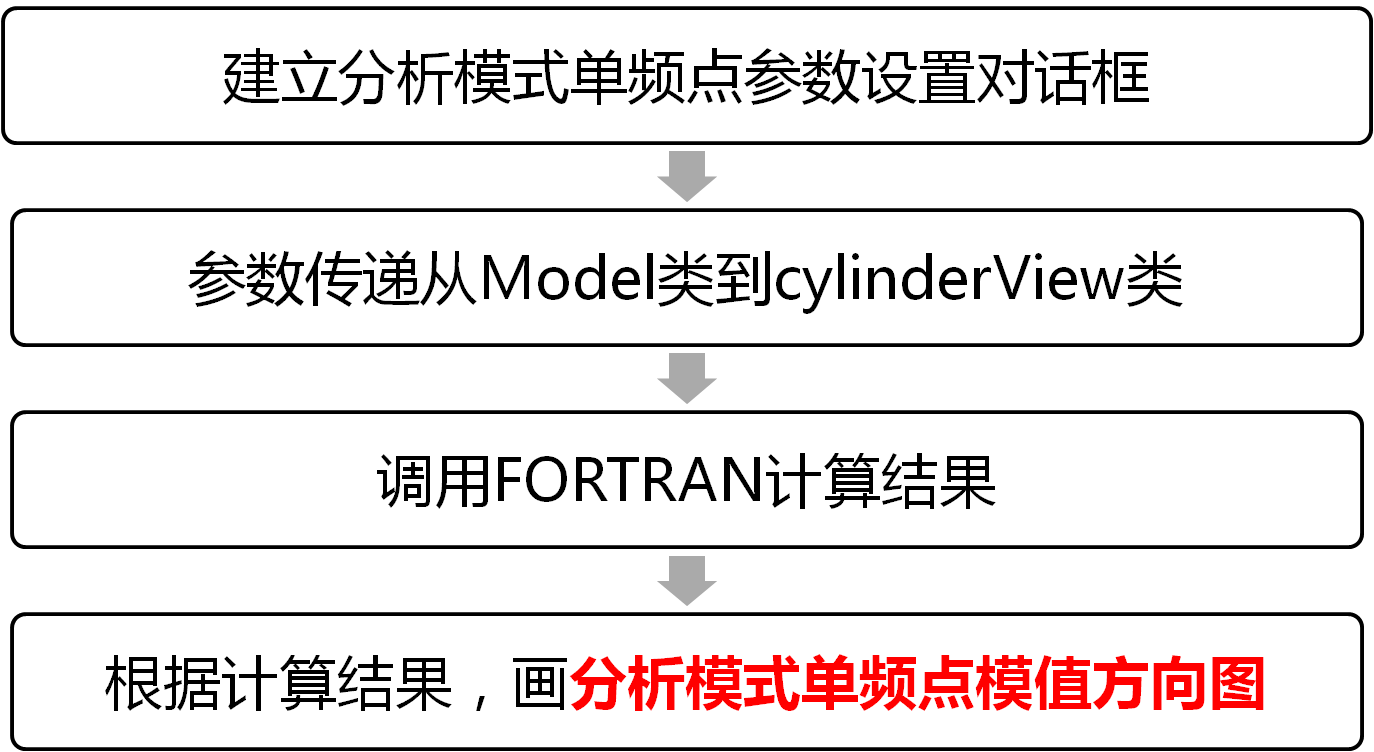 建立分析模式单频点参数设置对话框
参数传递从Model类到cylinderView类
调用FORTRAN计算结果
根据计算结果，画分析模式单频点模值方向图